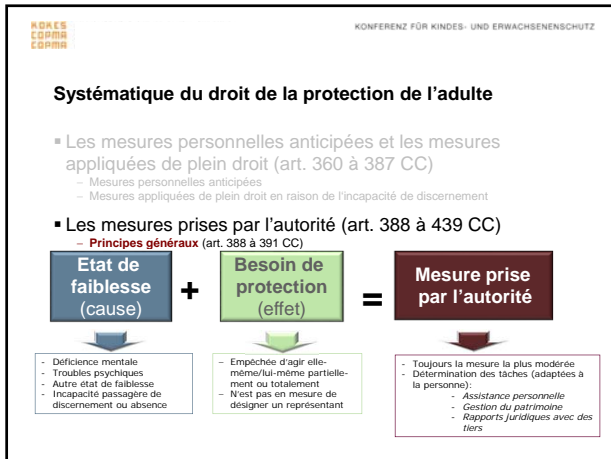 KOKES
COPMA
COPMA
KONFERENZ FÜR KINDES- UND ERWACHSENENSCHUTZ
Systématique du droit de la protection de l'adulte
▪ Les mesures personnelles anticipées et les mesures
appliquées de plein droit (art. 360 à 387 CC)
– Mesures personnelles anticipées
– Mesures appliquées de plein droit en raison de l'incapacité de discernement
▪ Les mesures prises par l'autorité (art. 388 à 439 CC)
– Principes généraux (art. 388 à 391 CC)
Etat de
faiblesse
(cause)
+
Besoin de
protection
(effet)
=
Mesure prise
par l'autorité
- Déficience mentale
- Troubles psychiques
- Autre état de faiblesse
- Incapacité passagère de
discernement ou absence
– Empêchée d'agir elle-
même/lui-même partielle-
ment ou totalement
– N'est pas en mesure de
désigner un représentant
- Toujours la mesure la plus modérée
- Détermination des tâches (adaptées à
la personne):
- Assistance personnelle
- Gestion du patrimoine
- Rapports juridiques avec des
tiers